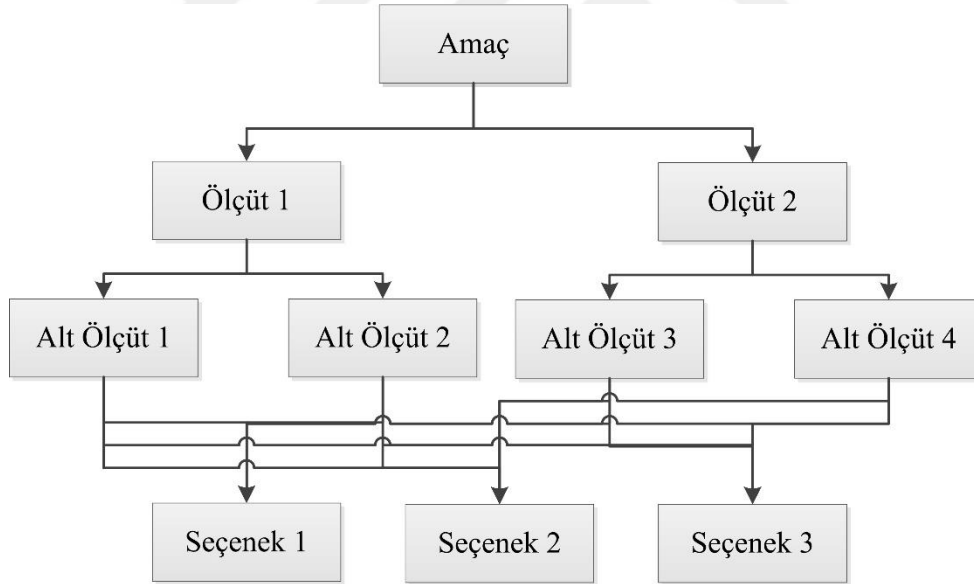 Amaç
Ölçüt 1
Ölçüt 2
Alt Ölçüt 1
Alt Ölçüt 2
Alt Ölçüt 3
Alt Ölçüt 4
Seçenek 1
Seçenek 2
Seçenek 3